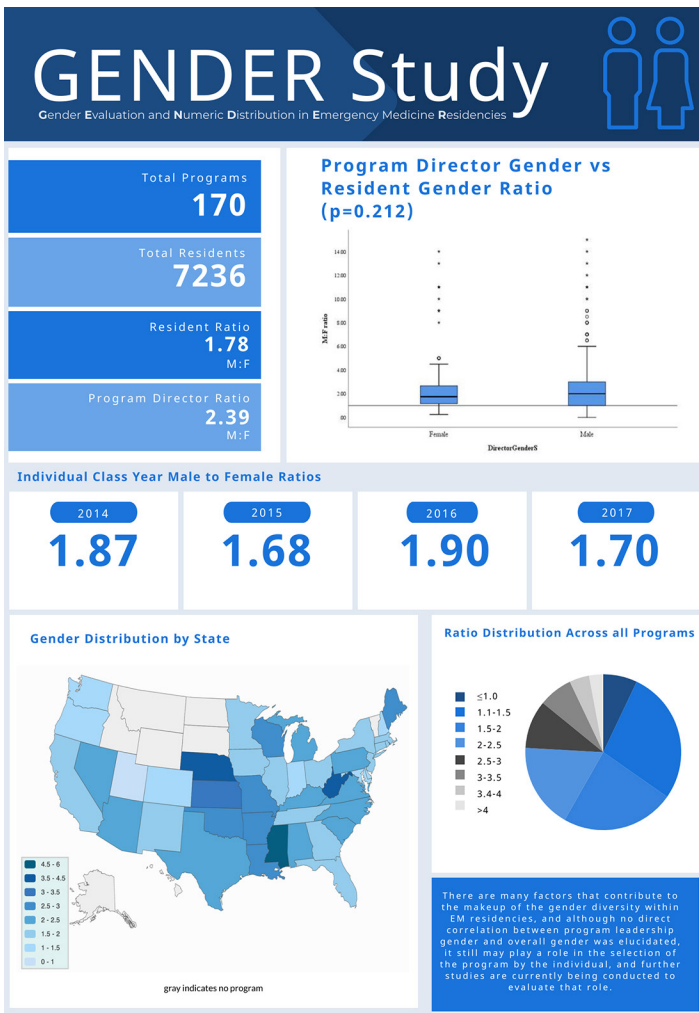 GENDER Study
Gender Evaluation and Numeric Distribution in Emergency Medicine Residencies
Total Programs
170
Total Residents
7236
Resident Ratio
1.78
M:F
Program Director Ratio
2.39
M:F
Program Director Gender vs
Resident Gender Ratio
(p=0.212)
M:F ratio
14.00
12.00
10.00
8.00
6.00
4.00
2.00
.00
Female
Male
DirectorGenderS
Individual Class Year Male to Female Ratios
2014
1.87
2015
1.68
2016
1.90
2017
1.70
Gender Distribution by State
4.5 - 6
3.5 - 4.5
3 - 3.5
2.5 - 3
2 - 2.5
1.5 - 2
1 - 1.5
0 - 1
gray indicates no program
Ratio Distribution Across all Programs
≤1.0
1.1-1.5
1.5-2
2-2.5
2.5-3
3-3.5
3.4-4
>4
There are many factors that contribute to
the makeup of the gender diversity within
EM residencies, and although no direct
correlation between program leadership
gender and overall gender was elucidated,
it still may play a role in the selection of
the program by the individual, and further
studies are currently being conducted to
evaluate that role.